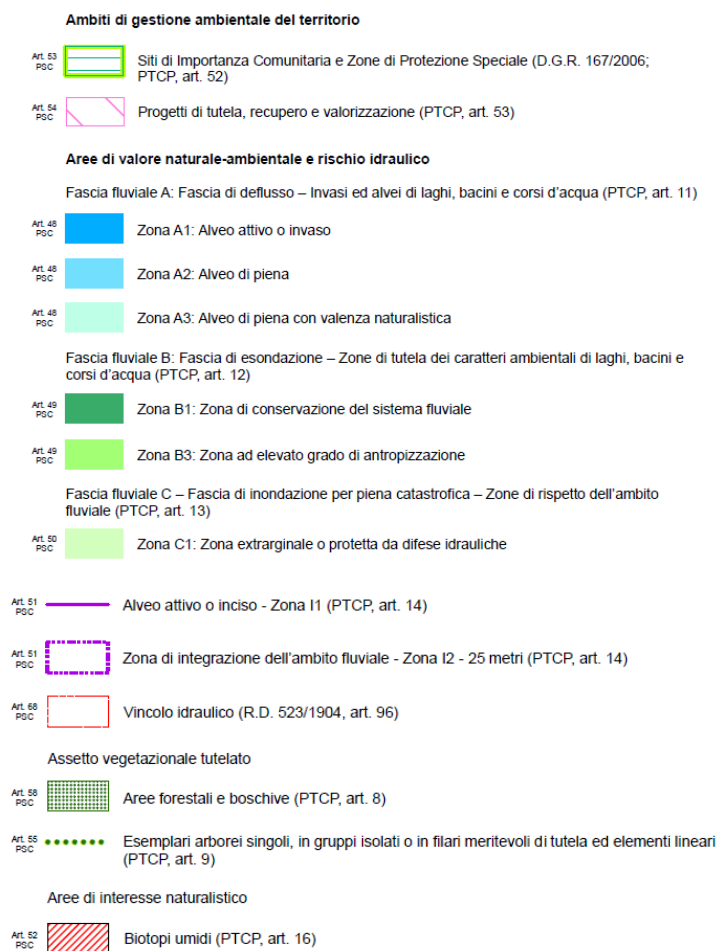 Ambiti di gestione ambientale del territorio
Art. 53
PSC
Siti di Importanza Comunitaria e Zone di Protezione Speciale (D.G.R. 167/2006;
PTCP, art. 52)
Art. 54
PSC
Progetti di tutela, recupero e valorizzazione (PTCP, art. 53)
Aree di valore naturale-ambientale e rischio idraulico
Fascia fluviale A: Fascia di deflusso – Invasi ed alvei di laghi, bacini e corsi d'acqua (PTCP, art. 11)
Art. 48
PSC
Zona A1: Alveo attivo o invaso
Art. 48
PSC
Zona A2: Alveo di piena
Art. 48
PSC
Zona A3: Alveo di piena con valenza naturalistica
Fascia fluviale B: Fascia di esondazione – Zone di tutela dei caratteri ambientali di laghi, bacini e
corsi d'acqua (PTCP, art. 12)
Art. 49
PSC
Zona B1: Zona di conservazione del sistema fluviale
Art. 49
PSC
Zona B3: Zona ad elevato grado di antropizzazione
Fascia fluviale C – Fascia di inondazione per piena catastrofica – Zone di rispetto dell'ambito
fluviale (PTCP, art. 13)
Art. 50
PSC
Zona C1: Zona extrarginale o protetta da difese idrauliche
Art. 51
PSC
Alveo attivo o inciso - Zona I1 (PTCP, art. 14)
Art. 51
PSC
Zona di integrazione dell'ambito fluviale - Zona I2 - 25 metri (PTCP, art. 14)
Art. 68
PSC
Vincolo idraulico (R.D. 523/1904, art. 96)
Assetto vegetazionale tutelato
Art. 58
PSC
Aree forestali e boschive (PTCP, art. 8)
Art. 55
PSC
Esemplari arborei singoli, in gruppi isolati o in filari meritevoli di tutela ed elementi lineari
(PTCP, art. 9)
Aree di interesse naturalistico
Art. 52
PSC
Biotopi umidi (PTCP, art. 16)